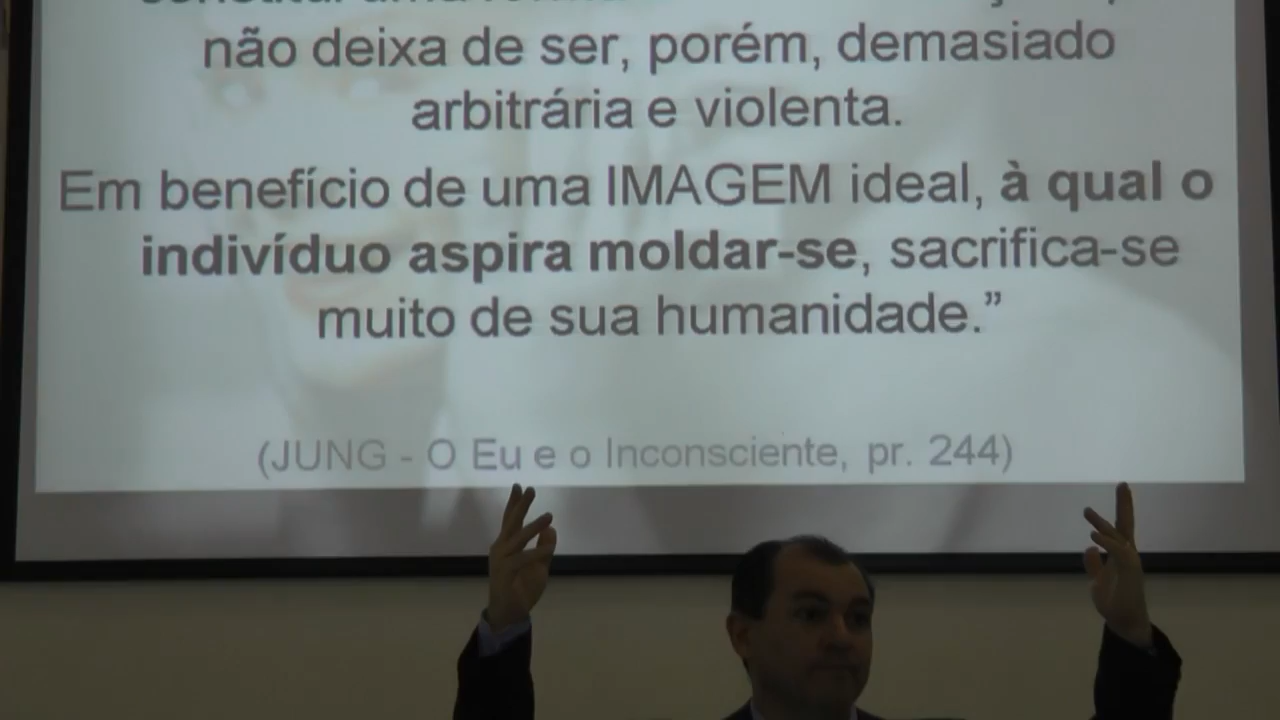 não deixa de ser, porém, demasiado
arbitrária e violenta.
Em benefício de uma IMAGEM ideal, à qual o
indivíduo aspira moldar-se, sacrifica-se
muito de sua humanidade.”
(JUNG - O Eu e o Inconsciente, pr. 244)